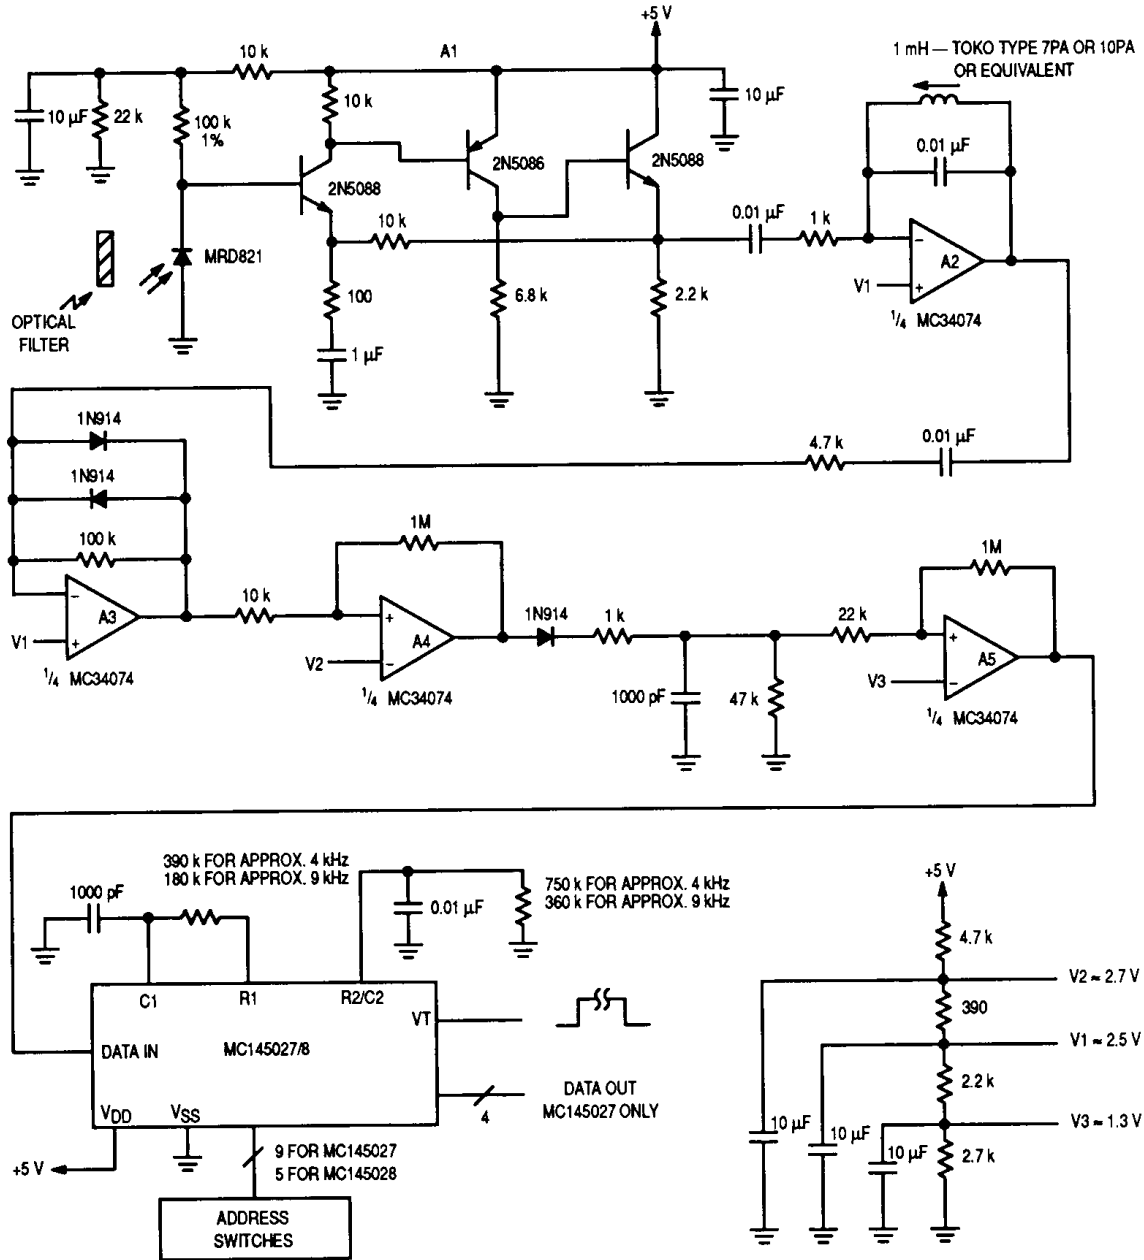 +5 V
10 k
A1
1 mH — TOKO TYPE 7PA OR 10PA
OR EQUIVALENT
10 µF
22 k
100 k
1%
10 k
10 µF
0.01 µF
2N5088
2N5086
2N5088
10 k
0.01 µF
1 k
MRD821
−
A2
V1
+
1/4 MC34074
OPTICAL
FILTER
100
6.8 k
2.2 k
1 µF
1N914
4.7 k
0.01 µF
1N914
100 k
1M
1M
−
A3
V1
+
1/4 MC34074
10 k
+
A4
V2
−
1/4 MC34074
1N914
1 k
22 k
+
A5
V3
−
1/4 MC34074
1000 pF
47 k
390 k FOR APPROX. 4 kHz
180 k FOR APPROX. 9 kHz
1000 pF
0.01 µF
750 k FOR APPROX. 4 kHz
360 k FOR APPROX. 9 kHz
+5 V
4.7 k
C1
R1
R2/C2
V2 ≈ 2.7 V
390
VT
DATA IN
MC145027/8
V1 ≈ 2.5 V
2.2 k
DATA OUT
MC145027 ONLY
4
VDD
VSS
V3 ≈ 1.3 V
10 µF
10 µF
10 µF
2.7 k
+5 V
9 FOR MC145027
5 FOR MC145028
ADDRESS
SWITCHES